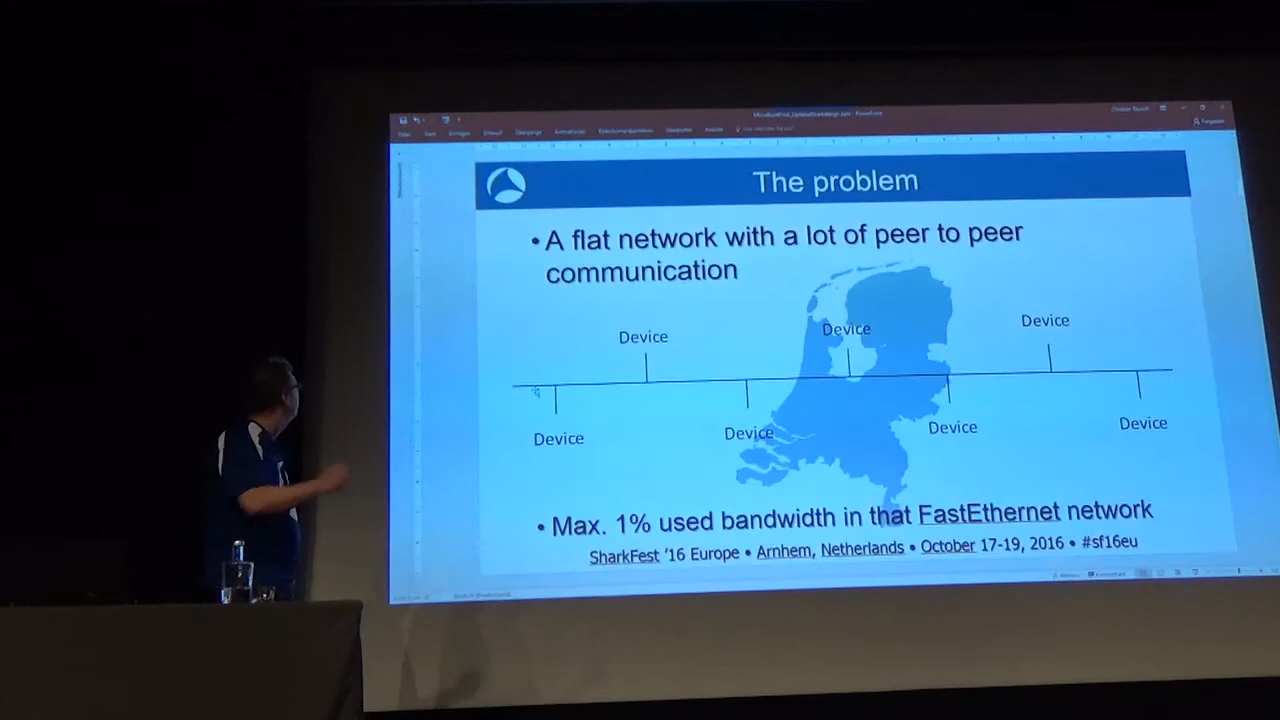 PowerPoint
The problem
• A flat network with a lot of peer to peer
communication
Device
Device
Device
Device
Device
Device
Device
• Max. 1% used bandwidth in that FastEthernet network
SharkFest '16 Europe • Arnhem, Netherlands • October 17-19, 2016 • #sf16eu